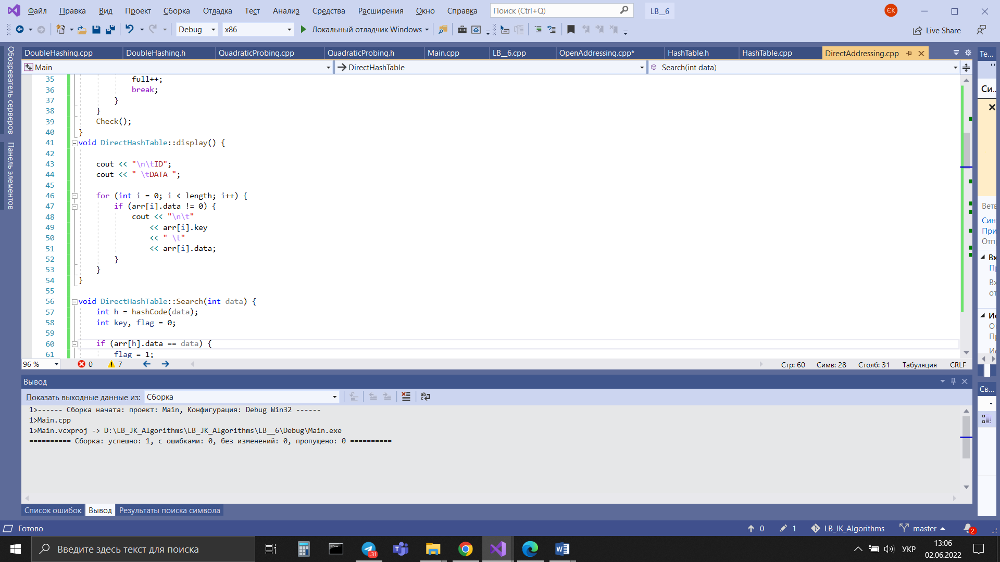 Файл Правка Вид Проект Сборка Отладка Тест Анализ Средства Расширения Окно Справка Поиск (Ctrl+Q) LB__6 ЄК
Debug x86 Локальный отладчик Windows Live Share
DoubleHashing.cpp DoubleHashing.h QuadraticProbing.cpp QuadraticProbing.h Main.cpp LB__6.cpp OpenAddressing.cpp* HashTable.h HashTable.cpp DirectAddressing.cpp Те...
Main DirectHashTable Search(int data)
Обозреватель серверов
Панель элементов
35 full++;
36 break;
37 }
38 }
39 Check();
40 }
41 void DirectHashTable::display() {
42
43 cout << "\n\tID";
44 cout << " \tDATA ";
45
46 for (int i = 0; i < length; i++) {
47 if (arr[i].data != 0) {
48 cout << "\n\t"
49 << arr[i].key
50 << " \t"
51 << arr[i].data;
52 }
53 }
54 }
55
56 void DirectHashTable::Search(int data) {
57 int h = hashCode(data);
58 int key, flag = 0;
59
60 if (arr[h].data == data) {
61 flag = 1;
Си...
Ветв
Син
При
Отп
Вх
Пр
Вх
от
Ис
От
Пр
Ис
96 % 0 7 Стр: 60 Симв: 28 Столб: 31 Табуляция CRLF
Вывод
Св...
Показать выходные данные из: Сборка
1>------ Сборка начата: проект: Main, Конфигурация: Debug Win32 ------
1>Main.cpp
1>Main.vcxproj -> D:\LB_JK_Algorithms\LB_JK_Algorithms\LB__6\Debug\Main.exe
========== Сборка: успешно: 1, с ошибками: 0, без изменений: 0, пропущено: 0 ==========
Список ошибок Вывод Результаты поиска символа
Готово 0 1 LB_JK_Algorithms master 2
Введите здесь текст для поиска ..31 УКР 13:06
02.06.2022